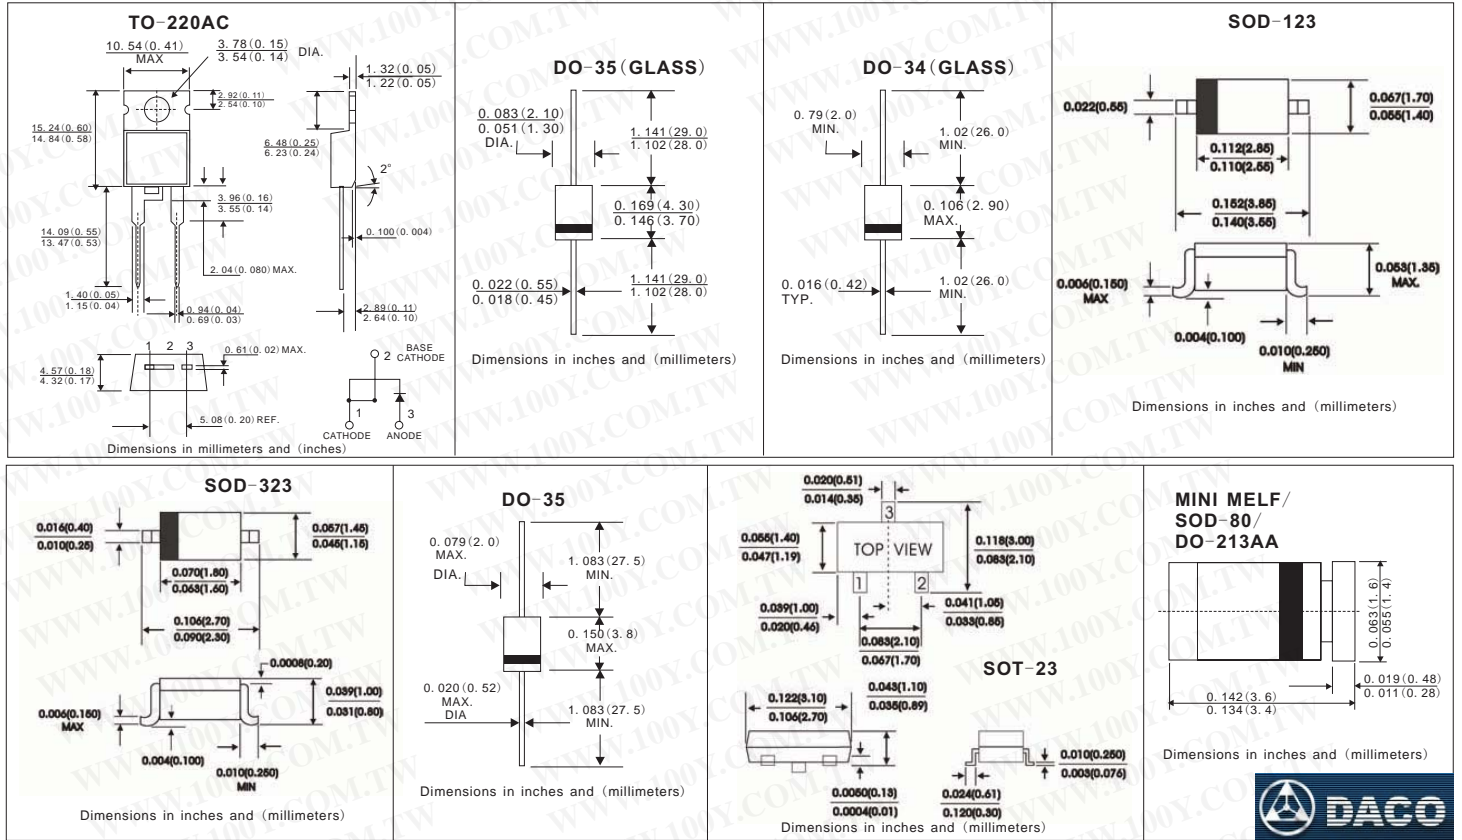 TO-220AC
10.54(0.41)
MAX
3.78(0.15)
3.54(0.14)
DIA.
2.92(0.11)
2.54(0.10)
15.24(0.60)
14.84(0.58)
3.96(0.16)
3.55(0.14)
14.09(0.55)
13.47(0.53)
2.04(0.080)MAX.
1.40(0.05)
1.15(0.04)
0.94(0.04)
0.69(0.03)
1.32(0.05)
1.22(0.05)
6.48(0.25)
6.23(0.24)
2°
0.100(0.004)
2.89(0.11)
2.64(0.10)
1 2 3
0.61(0.02)MAX.
4.57(0.18)
4.32(0.17)
5.08(0.20)REF.
2 BASE
CATHODE
1
3
CATHODE ANODE
Dimensions in millimeters and (inches)
DO-35(GLASS)
0.083(2.10)
0.051(1.30)
DIA.
1.141(29.0)
1.102(28.0)
0.169(4.30)
0.146(3.70)
0.022(0.55)
0.018(0.45)
1.141(29.0)
1.102(28.0)
Dimensions in inches and (millimeters)
DO-34(GLASS)
0.79(2.0)
MIN.
1.02(26.0)
MIN.
0.106(2.90)
MAX.
0.016(0.42)
TYP.
1.02(26.0)
MIN.
Dimensions in inches and (millimeters)
SOD-123
0.022(0.55)
0.067(1.70)
0.055(1.40)
0.112(2.85)
0.110(2.55)
0.152(3.85)
0.140(3.55)
0.006(0.150)
MAX
0.053(1.35)
MAX.
0.004(0.100)
0.010(0.250)
MIN
Dimensions in inches and (millimeters)
SOD-323
0.016(0.40)
0.010(0.25)
0.057(1.45)
0.045(1.15)
0.070(1.80)
0.063(1.60)
0.106(2.70)
0.090(2.30)
0.0008(0.20)
0.006(0.150)
MAX
0.039(1.00)
0.031(0.80)
0.004(0.100)
0.010(0.250)
MIN
Dimensions in inches and (millimeters)
DO-35
0.079(2.0)
MAX.
DIA.
1.083(27.5)
MIN.
0.150(3.8)
MAX.
0.020(0.52)
MAX.
DIA
1.083(27.5)
MIN.
Dimensions in inches and (millimeters)
0.020(0.51)
0.014(0.35)
3
0.055(1.40)
0.047(1.19)
TOP VIEW
0.118(3.00)
0.083(2.10)
1 2
0.039(1.00)
0.020(0.46)
0.041(1.05)
0.033(0.85)
0.083(2.10)
0.067(1.70)
SOT-23
0.122(3.10)
0.106(2.70)
0.043(1.10)
0.035(0.89)
0.0050(0.13)
0.0004(0.01)
0.024(0.61)
0.120(0.30)
0.010(0.250)
0.003(0.076)
Dimensions in inches and (millimeters)
MINI MELF/
SOD-80/
DO-213AA
0.063(1.6)
0.055(1.4)
0.019(0.48)
0.011(0.28)
0.142(3.6)
0.134(3.4)
Dimensions in inches and (millimeters)
DACO
WWW.100Y.COM.TW